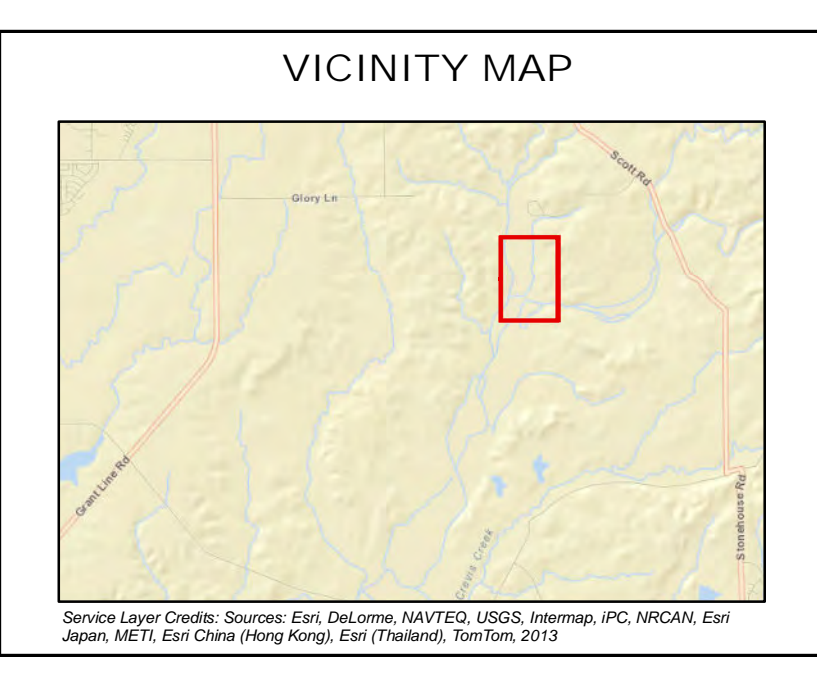 VICINITY MAP
Scott Rd
Glory Ln
Grant Line Rd
Stonehouse Rd
Crevis Creek
Service Layer Credits: Sources: Esri, DeLorme, NAVTEQ, USGS, Intermap, iPC, NRCAN, Esri
Japan, METI, Esri China (Hong Kong), Esri (Thailand), TomTom, 2013